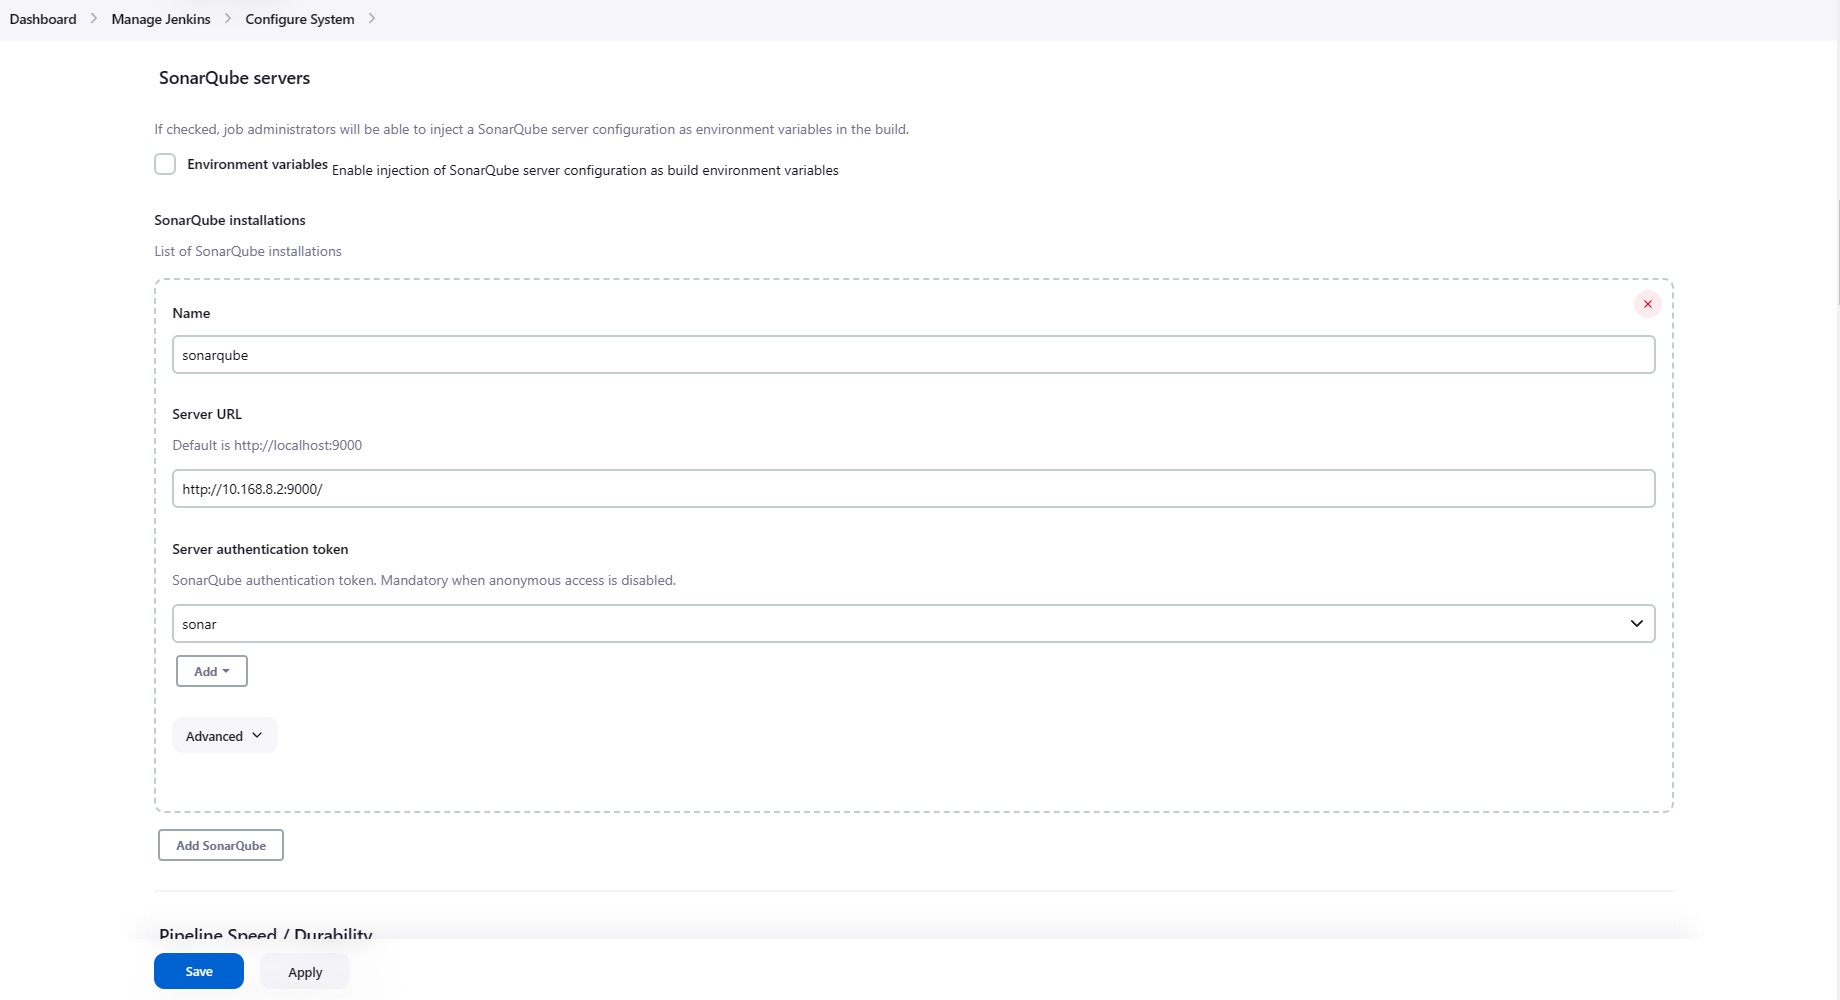 Dashboard Manage Jenkins Configure System
SonarQube servers
If checked, job administrators will be able to inject a SonarQube server configuration as environment variables in the build.
Environment variables Enable injection of SonarQube server configuration as build environment variables
SonarQube installations
List of SonarQube installations
Name
sonarqube
Server URL
Default is http://localhost:9000
http://10.168.8.2:9000/
Server authentication token
SonarQube authentication token. Mandatory when anonymous access is disabled.
sonar
Add
Advanced
Add SonarQube
Pipeline Speed / Durability
Save Apply